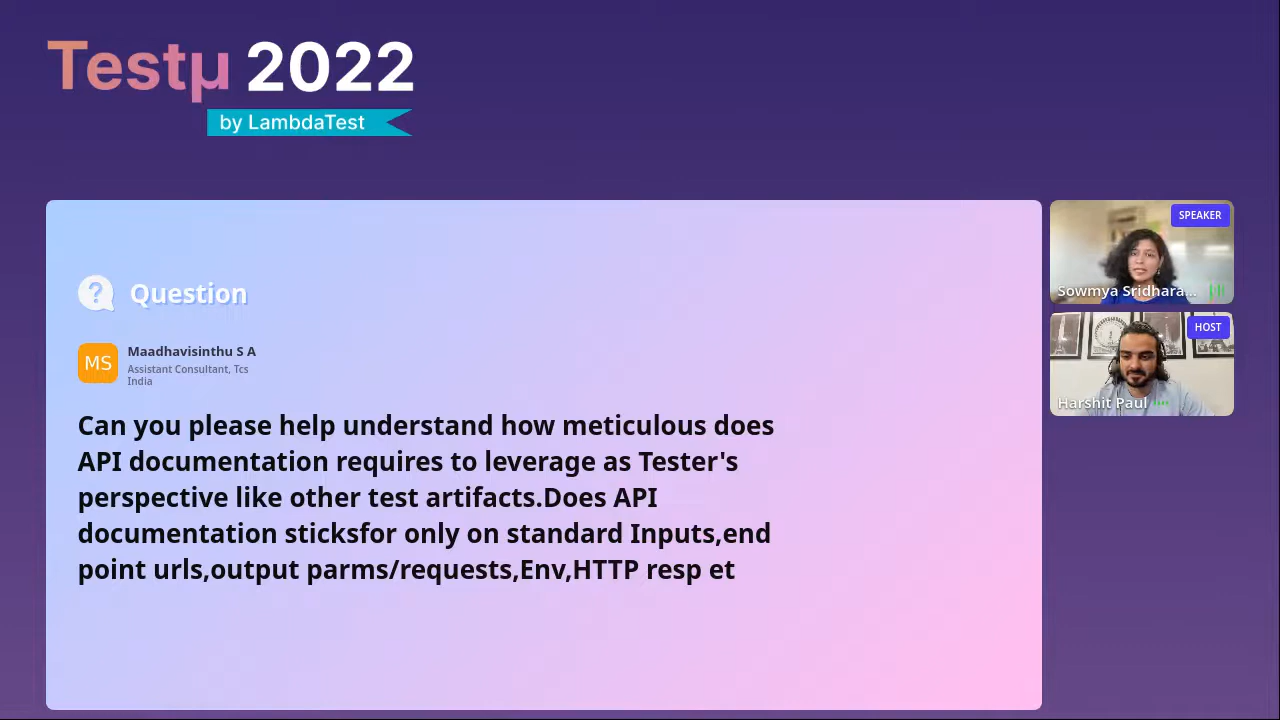 Testμ 2022
by LambdaTest
SPEAKER
Sowmya Sridhara...
HOST
Harshit Paul
? Question
MS
Maadhavisinthu S A
Assistant Consultant, Tcs
India
Can you please help understand how meticulous does
API documentation requires to leverage as Tester's
perspective like other test artifacts.Does API
documentation sticksfor only on standard Inputs,end
point urls,output parms/requests,Env,HTTP resp et